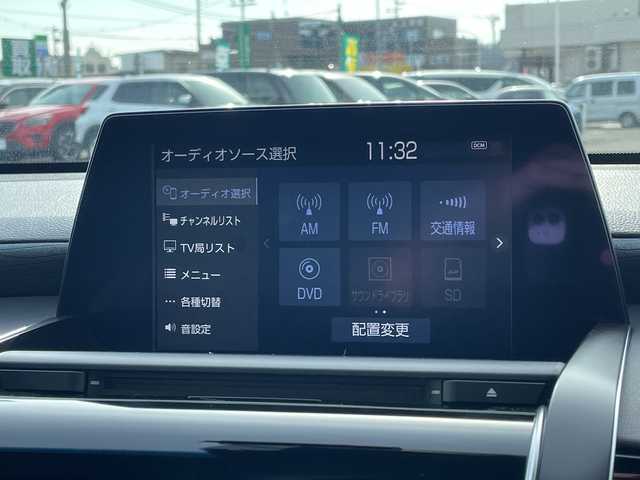 オーディオソース選択
11:32
DCM
オーディオ選択
チャンネルリスト
TV局リスト
メニュー
各種切替
音設定
AM
FM
交通情報
DVD
サウンドライブラリ
SD
配置変更